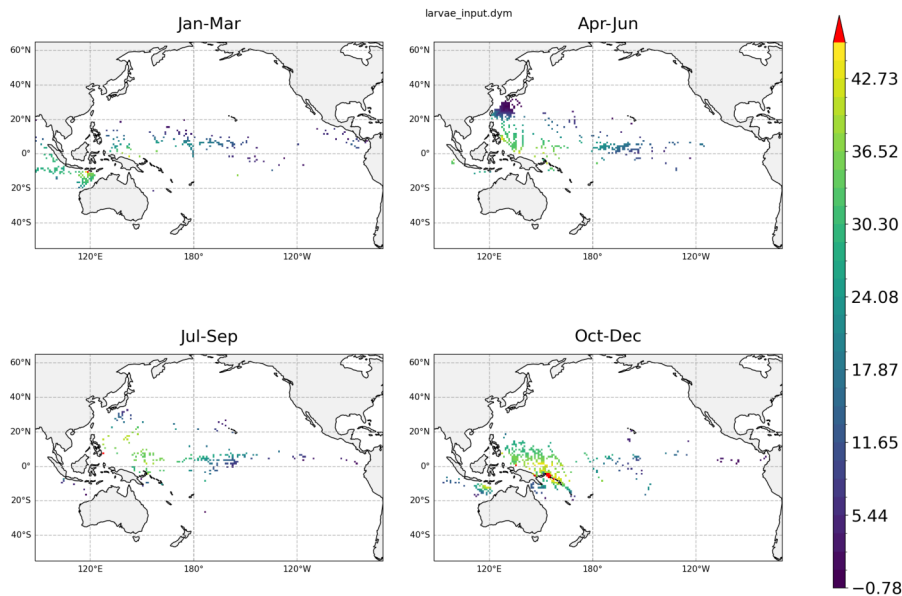 larvae_input.dym
Jan-Mar
Apr-Jun
60°N
40°N
20°N
0°
20°S
40°S
120°E
180°
120°W
60°N
40°N
20°N
0°
20°S
40°S
120°E
180°
120°W
Jul-Sep
Oct-Dec
60°N
40°N
20°N
0°
20°S
40°S
120°E
180°
120°W
60°N
40°N
20°N
0°
20°S
40°S
120°E
180°
120°W
42.73
36.52
30.30
24.08
17.87
11.65
5.44
−0.78